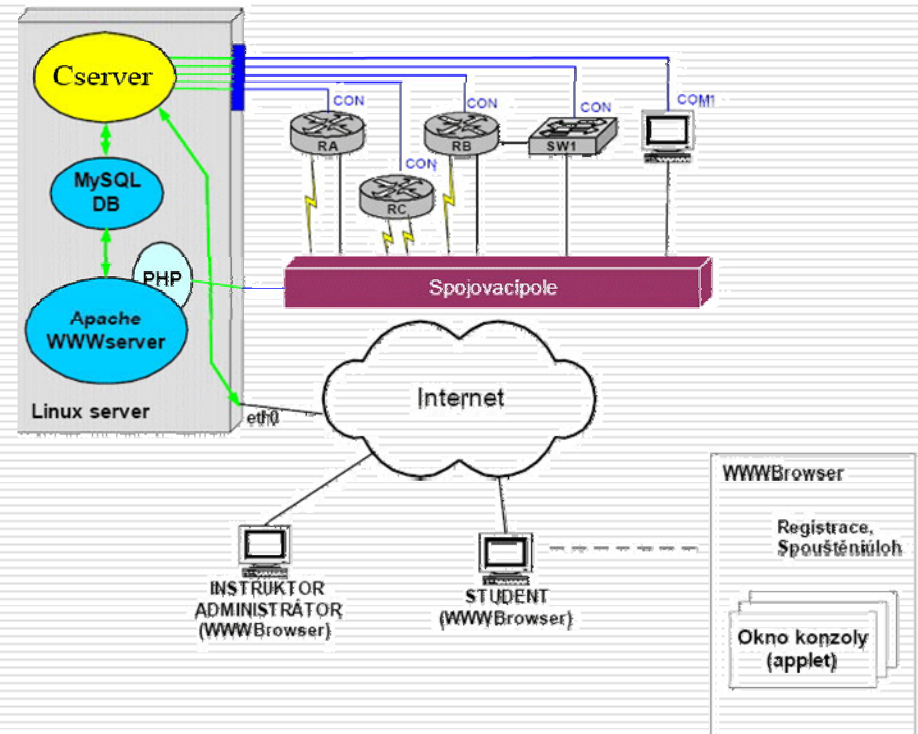 Cserver
MySQL
DB
PHP
Apache
WWWserver
Linux server
eth0
CON
RA
CON
RC
CON
RB
CON
SW1
COM1
Spojovacípole
Internet
INSTRUKTOR
ADMINISTRÁTOR
(WWWBrowser)
STUDENT
(WWWBrowser)
WWWBrowser
Registrace,
Spouštěníúloh
Okno konzoly
(applet)